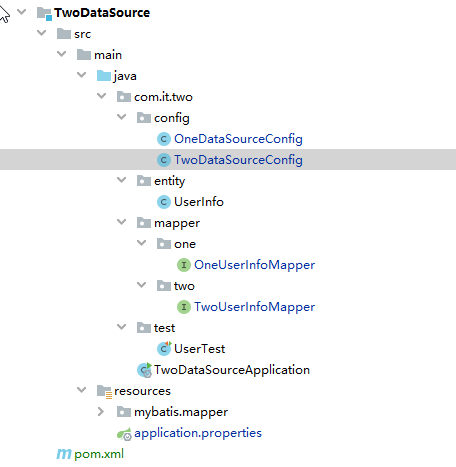 TwoDataSource
src
main
java
com.it.two
config
OneDataSourceConfig
TwoDataSourceConfig
entity
UserInfo
mapper
one
OneUserInfoMapper
two
TwoUserInfoMapper
test
UserTest
TwoDataSourceApplication
resources
mybatis.mapper
application.properties
pom.xml